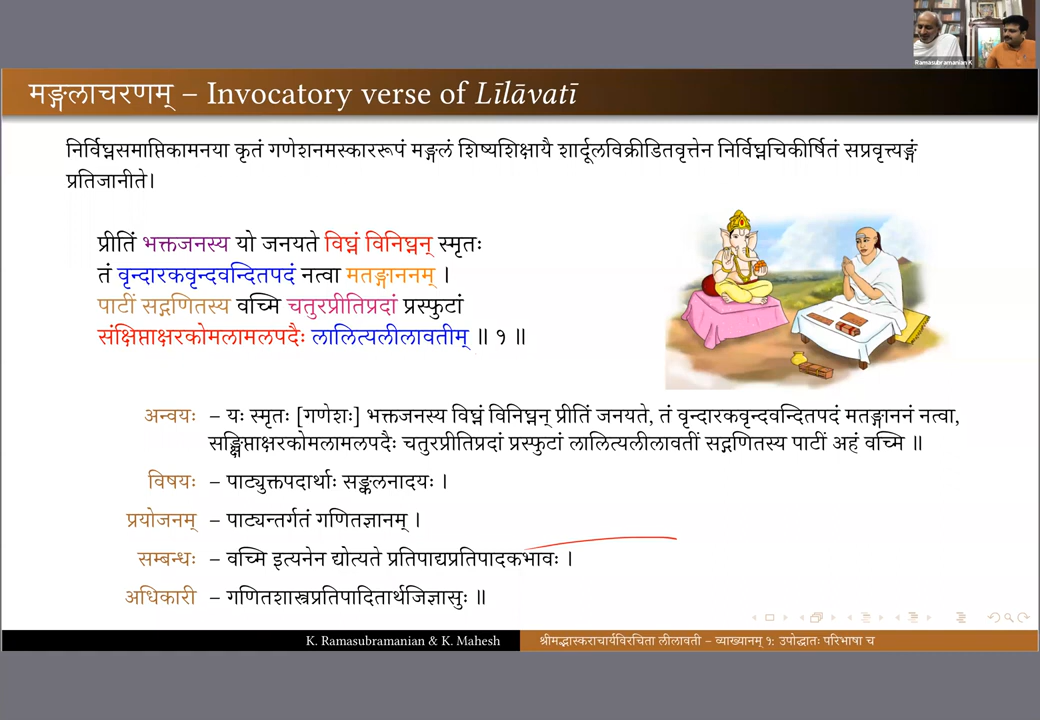 Ramasubramanian K
मङ्गलाचरणम् – Invocatory verse of Līlāvatī
निर्विघ्नसमाप्तिकामनया कृतं गणेशनमस्काररूपं मङ्गलं शिष्यशिक्षायै शार्दूलविक्रीडितवृत्तेन निर्विघ्नचिकीर्षितं सप्रवृत्त्यङ्गं
प्रतिजानीते।
प्रीतिं भक्तजनस्य यो जनयते विघ्नं विनिघ्नन् स्मृतः
तं वृन्दारकवृन्दवन्दितपदं नत्वा मतङ्गाननम् ।
पाटीं सद्गणितस्य वच्मि चतुरप्रीतिप्रदां प्रस्फुटां
संक्षिप्ताक्षरकोमलामलपदैः लालित्यलीलावतीम् ॥ १ ॥
अन्वयः – यः स्मृतः [गणेशः] भक्तजनस्य विघ्नं विनिघ्नन् प्रीतिं जनयते, तं वृन्दारकवृन्दवन्दितपदं मतङ्गाननं नत्वा,
सङ्क्षिप्ताक्षरकोमलामलपदैः चतुरप्रीतिप्रदां प्रस्फुटां लालित्यलीलावतीं सद्गणितस्य पाटीं अहं वच्मि ॥
विषयः – पाट्युक्तपदार्थाः सङ्कलनादयः ।
प्रयोजनम् – पाट्यन्तर्गतं गणितज्ञानम् ।
सम्बन्धः – वच्मि इत्यनेन द्योत्यते प्रतिपाद्यप्रतिपादकभावः ।
अधिकारी – गणितशास्त्रप्रतिपादितार्थजिज्ञासुः ॥
K. Ramasubramanian & K. Mahesh
श्रीमद्भास्कराचार्यविरचिता लीलावती – व्याख्यानम् १: उपोद्घातः परिभाषा च